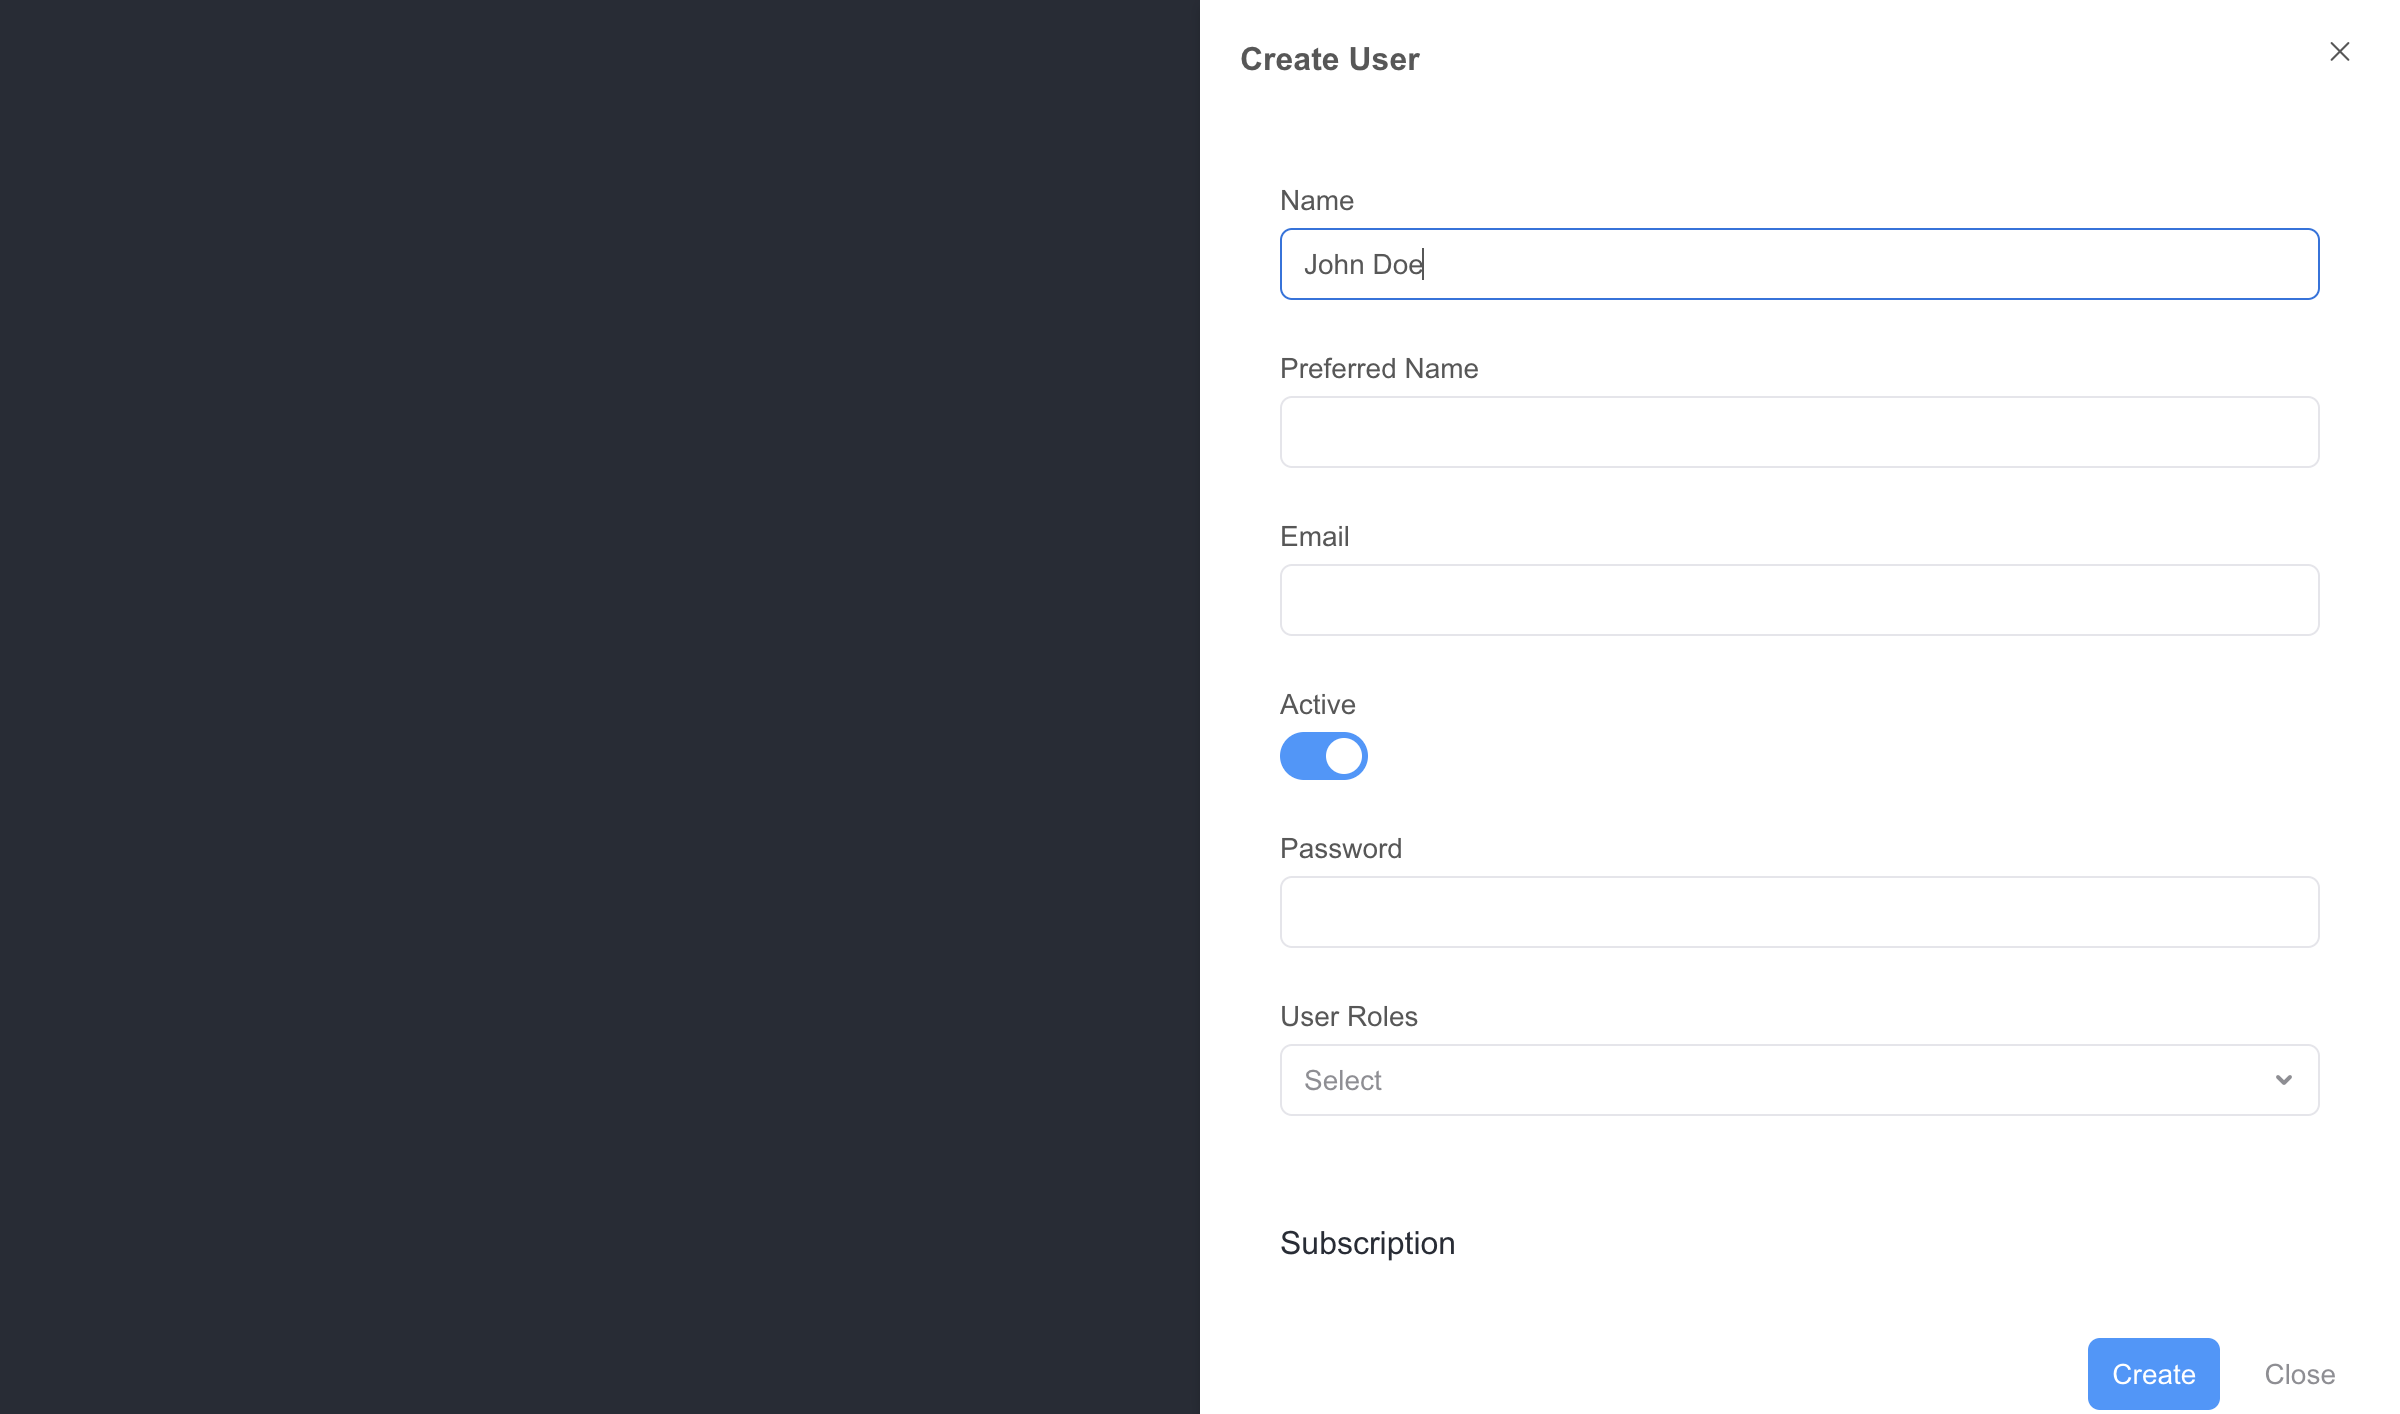 Create User
Name
John Doe
Preferred Name
Email
Active
Password
User Roles
Select
Subscription
Create Close